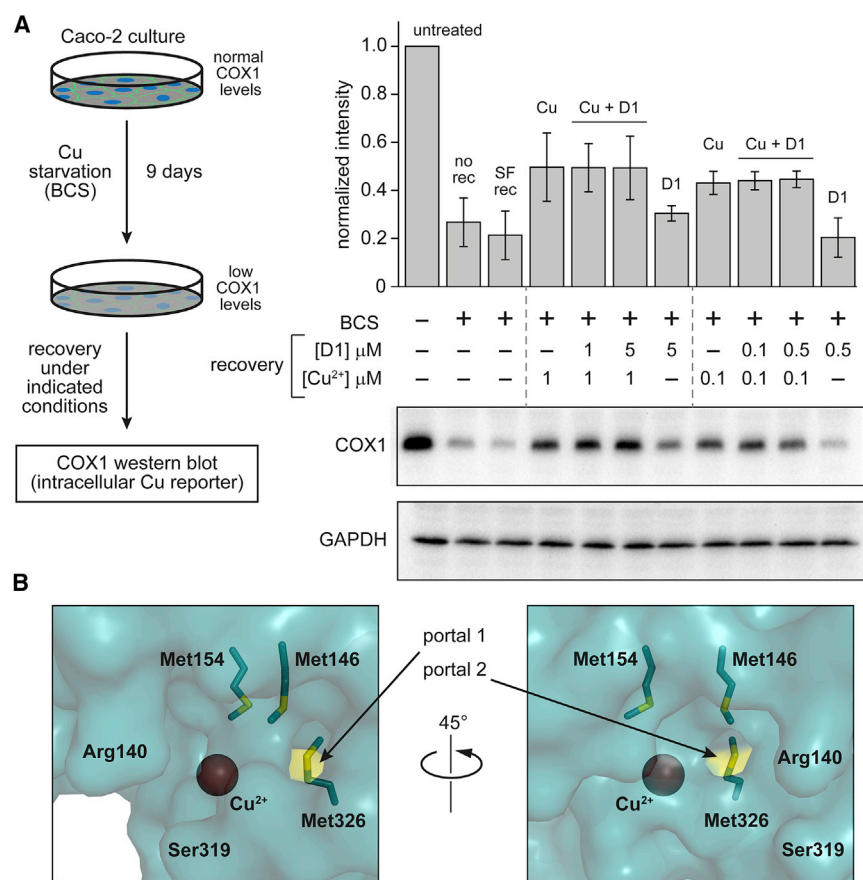 A
Caco-2 culture
normal
COX1
levels
Cu
starvation
(BCS)
9 days
low
COX1
levels
recovery
under
indicated
conditions
COX1 western blot
(intracellular Cu reporter)
normalized intensity
1.0
0.8
0.6
0.4
0.2
0
untreated
no
rec
SF
rec
Cu
Cu + D1
D1
Cu
Cu + D1
D1
BCS – + + + + + + + + + +
recovery
[D1] μM – – – – 1 5 5 – 0.1 0.5 0.5
[Cu²⁺] μM – – – 1 1 1 – 0.1 0.1 0.1 –
COX1
GAPDH
B
Met154
Met146
Arg140
Cu²⁺
Met326
Ser319
portal 1
portal 2
45°
Met154
Met146
Arg140
Cu²⁺
Met326
Ser319